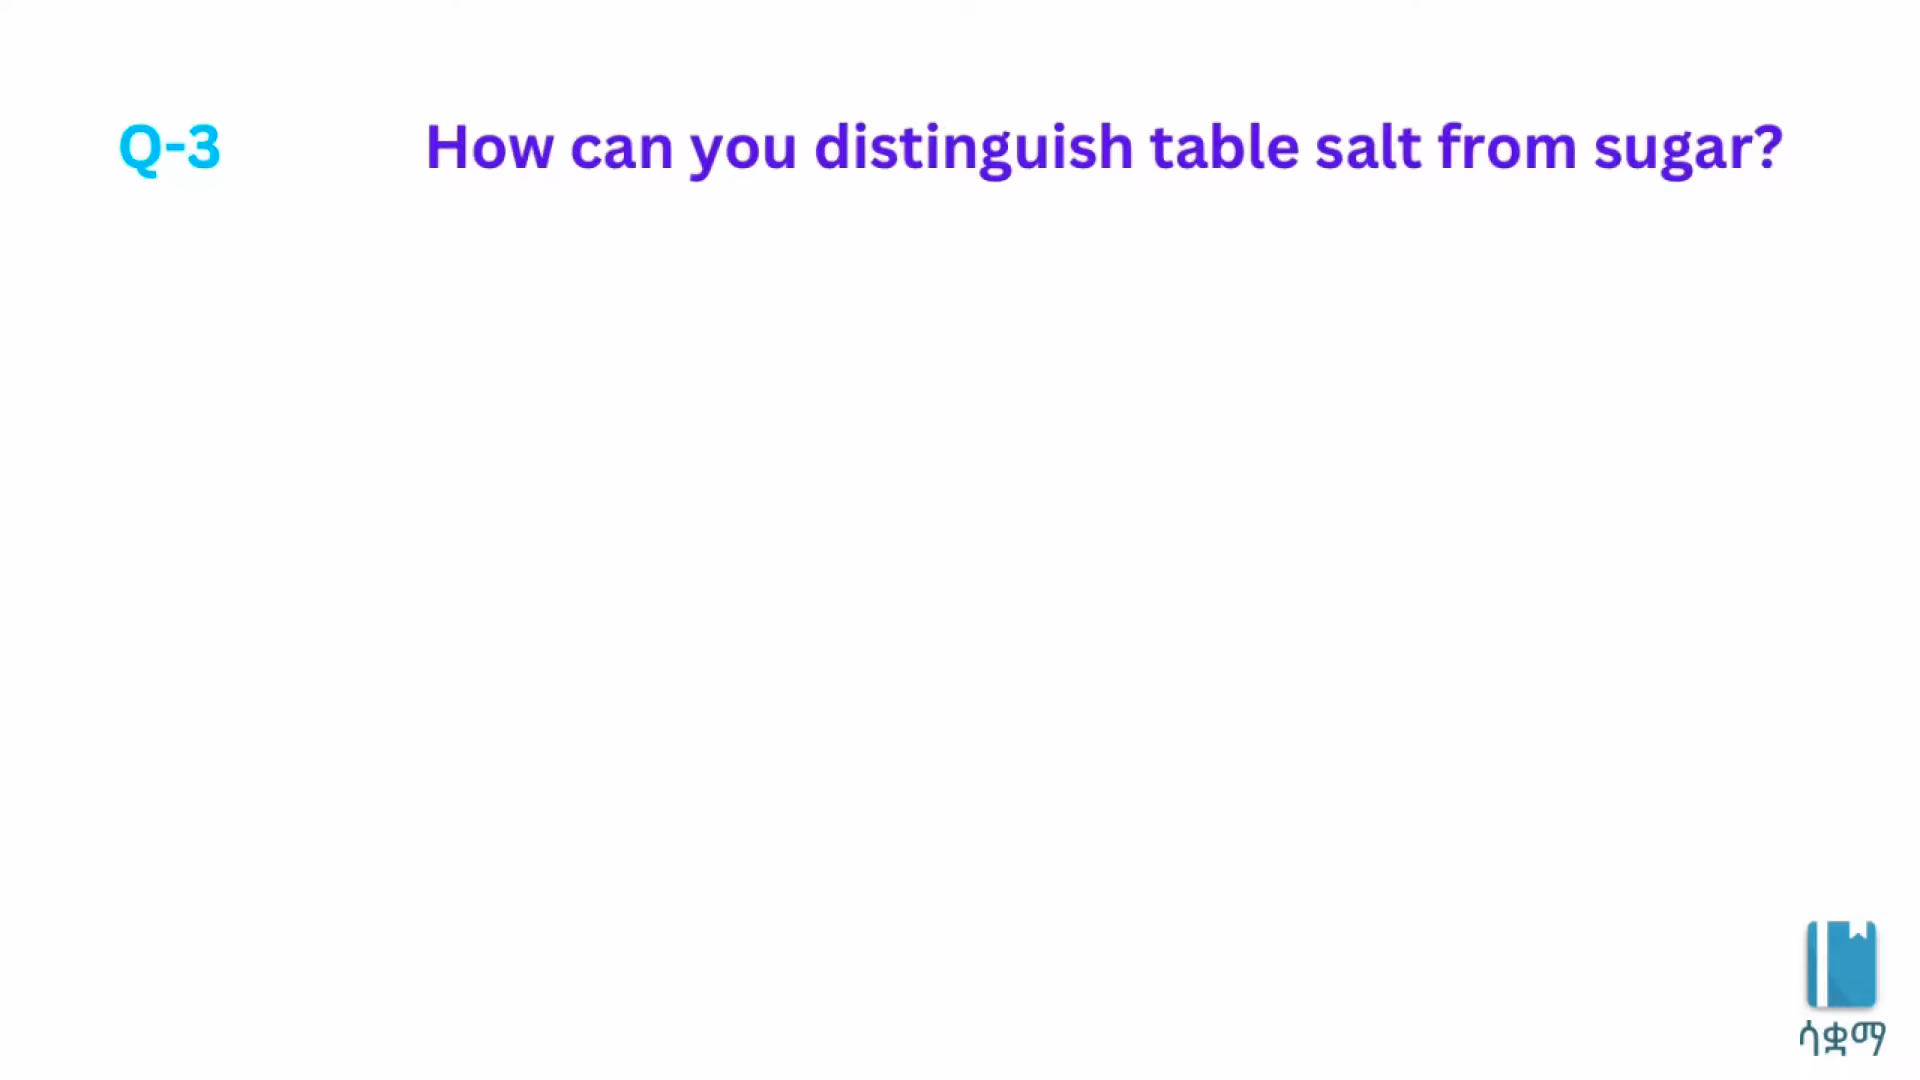 Q-3 How can you distinguish table salt from sugar?
ሳቋማ